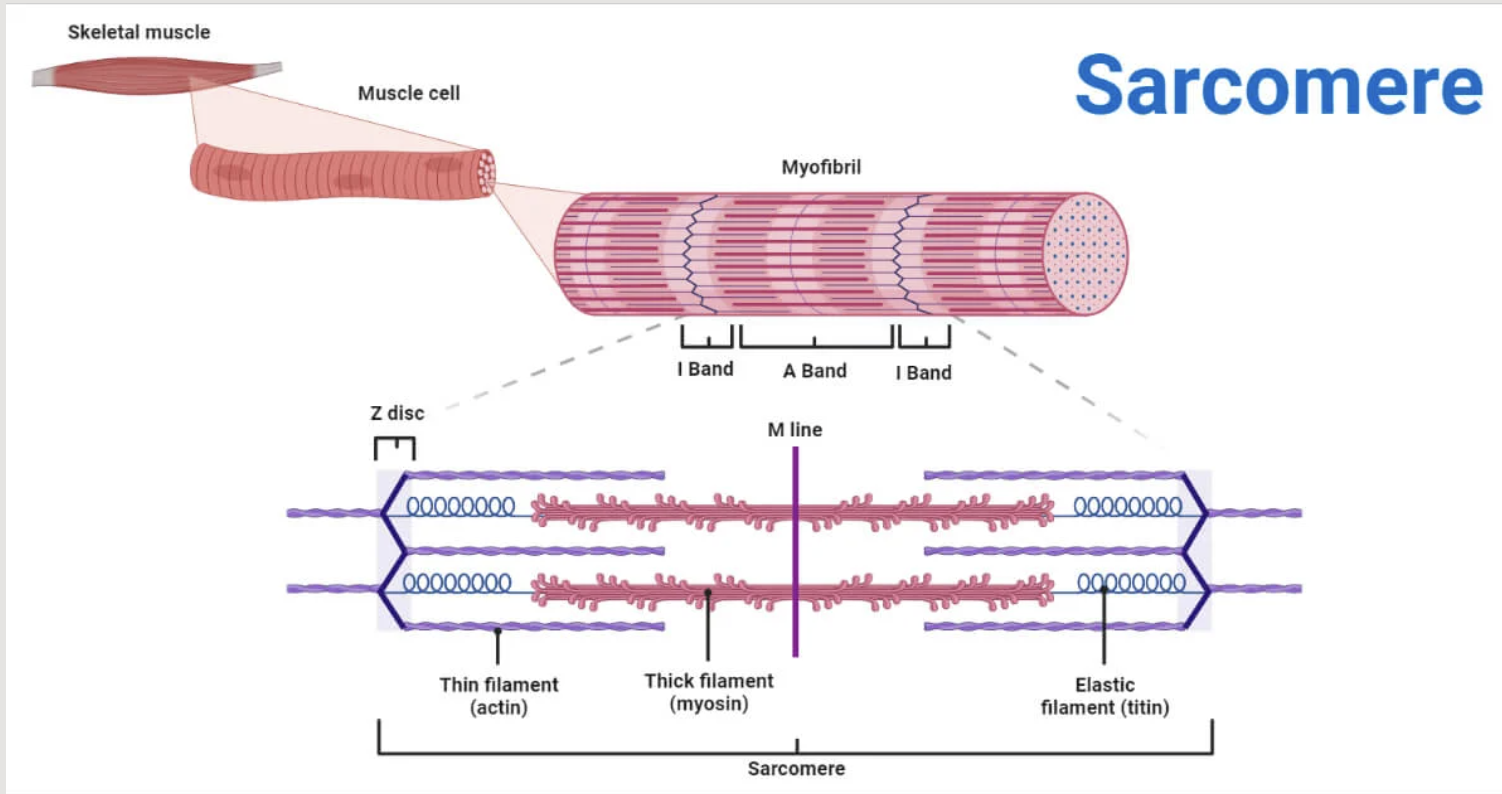 Skeletal muscle
Sarcomere
Muscle cell
Myofibril
I Band
A Band
I Band
Z disc
M line
Thin filament
(actin)
Thick filament
(myosin)
Elastic
filament (titin)
Sarcomere